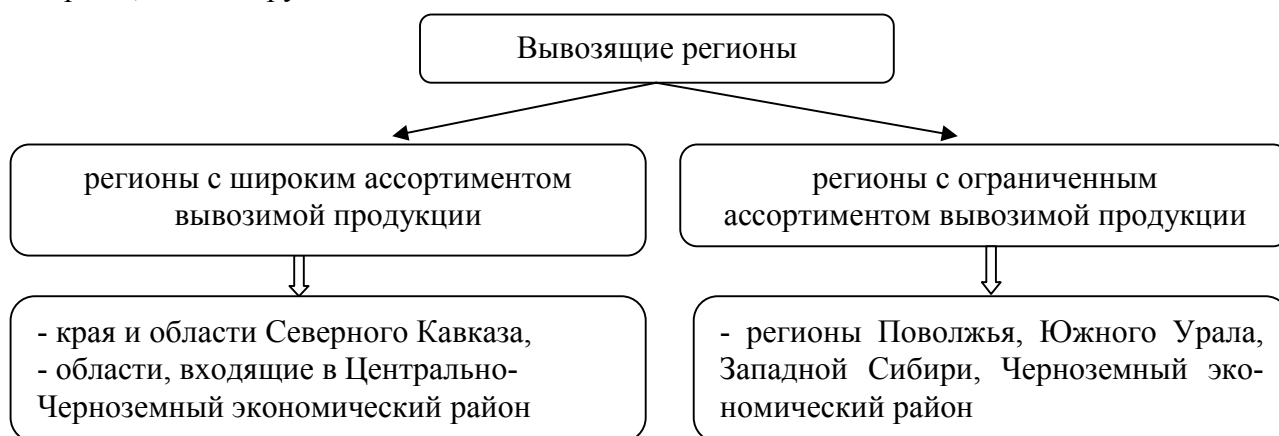 Вывозящие регионы
регионы с широким ассортиментом
вывозимой продукции
регионы с ограниченным
ассортиментом вывозимой продукции
- края и области Северного Кавказа,
- области, входящие в Центрально-
Черноземный экономический район
- регионы Поволжья, Южного Урала,
Западной Сибири, Черноземный эко-
номический район